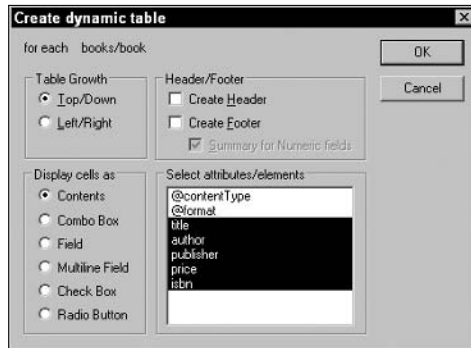 Create dynamic table
for each books/book
OK
Cancel
Table Growth
Top/Down
Left/Right
Header/Footer
Create Header
Create Footer
Summary for Numeric fields
Display cells as
Contents
Combo Box
Field
Multiline Field
Check Box
Radio Button
Select attributes/elements
@contentType
@format
title
author
publisher
price
isbn